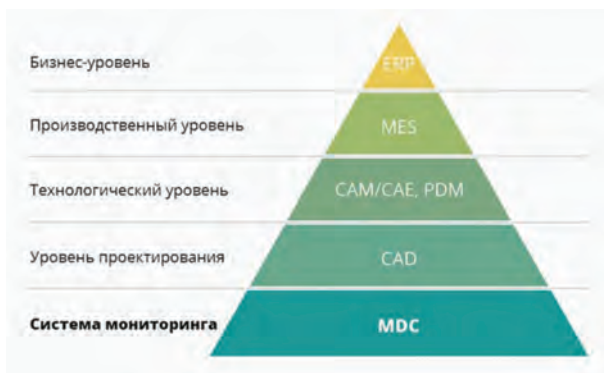 Бизнес-уровень
ERP
Производственный уровень
MES
Технологический уровень
CAM/CAE, PDM
Уровень проектирования
CAD
Система мониторинга
MDC